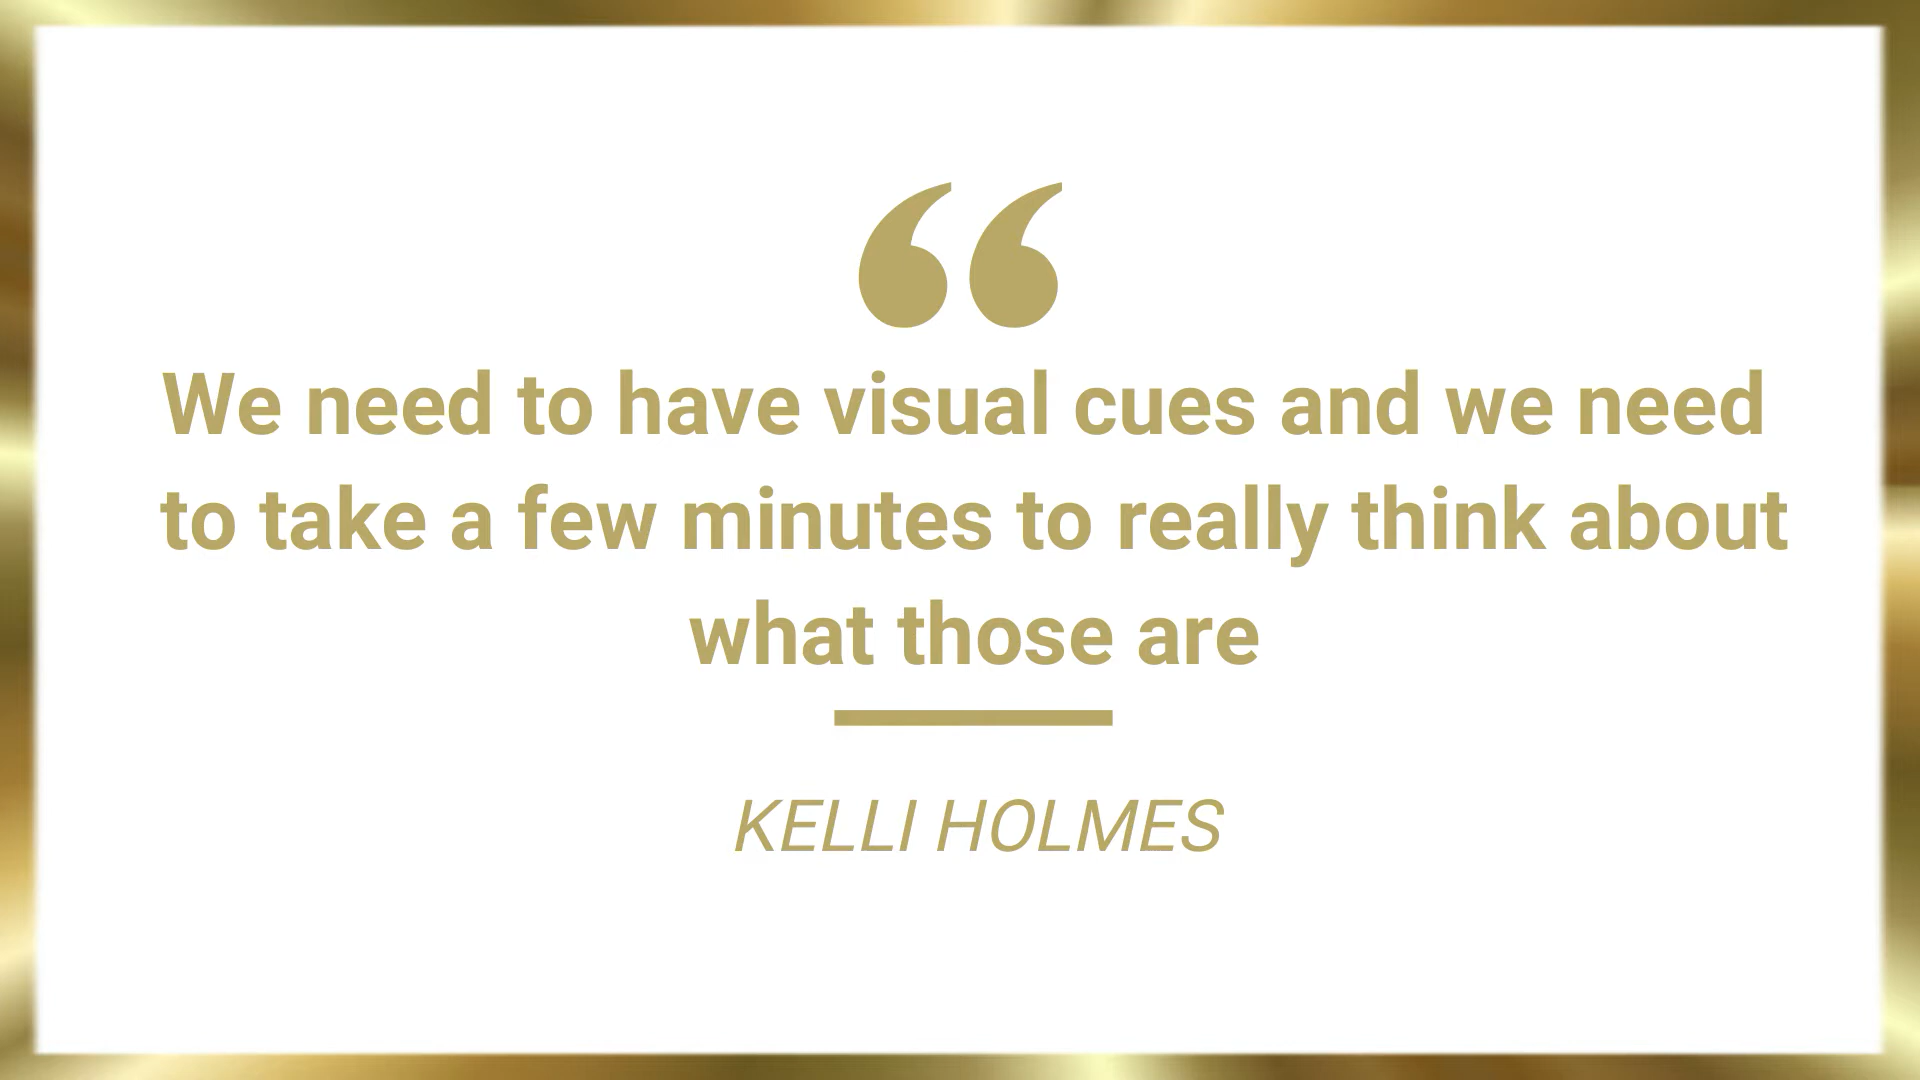 “
We need to have visual cues and we need
to take a few minutes to really think about
what those are
KELLI HOLMES